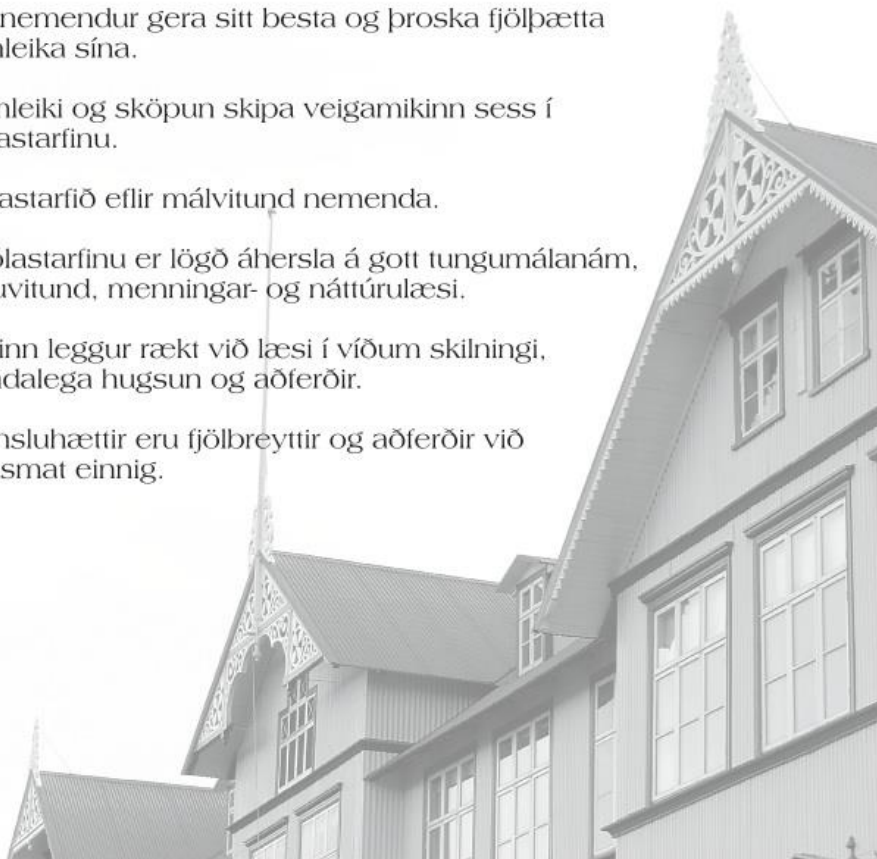 nemendur gera sitt besta og þroska fjölþætta
leika sína.
nleiki og sköpun skipa veigamikinn sess í
astarfinu.
astarfið eflir málvitund nemenda.
ólastarfinu er lögð áhersla á gott tungumálanám,
uvitund, menningar- og náttúrulæsi.
inn leggur rækt við læsi í víðum skilningi,
ndalega hugsun og aðferðir.
nsluhættir eru fjölbreyttir og aðferðir við
smat einnig.